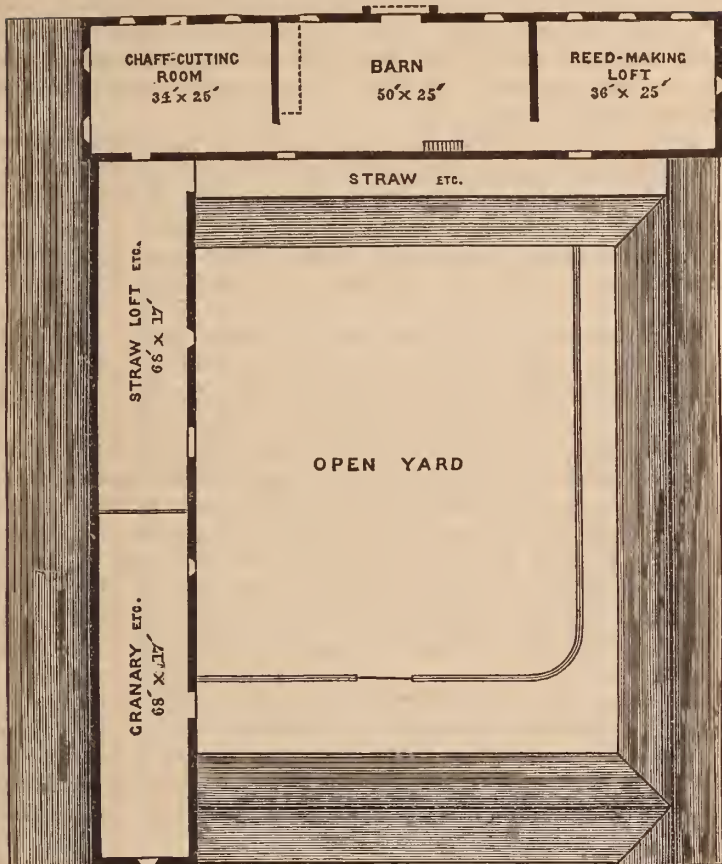 CHAFF-CUTTING
ROOM
34′ × 25′
BARN
50′ × 25′
REED-MAKING
LOFT
36′ × 25′
STRAW ETC.
STRAW LOFT ETC.
68′ × 17′
OPEN YARD
GRANARY ETC.
68′ × 17′